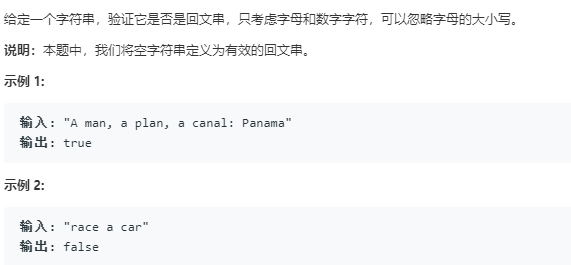 给定一个字符串，验证它是否是回文串，只考虑字母和数字字符，可以忽略字母的大小写。
说明：本题中，我们将空字符串定义为有效的回文串。
示例 1:
输入: "A man, a plan, a canal: Panama"
输出: true
示例 2:
输入: "race a car"
输出: false